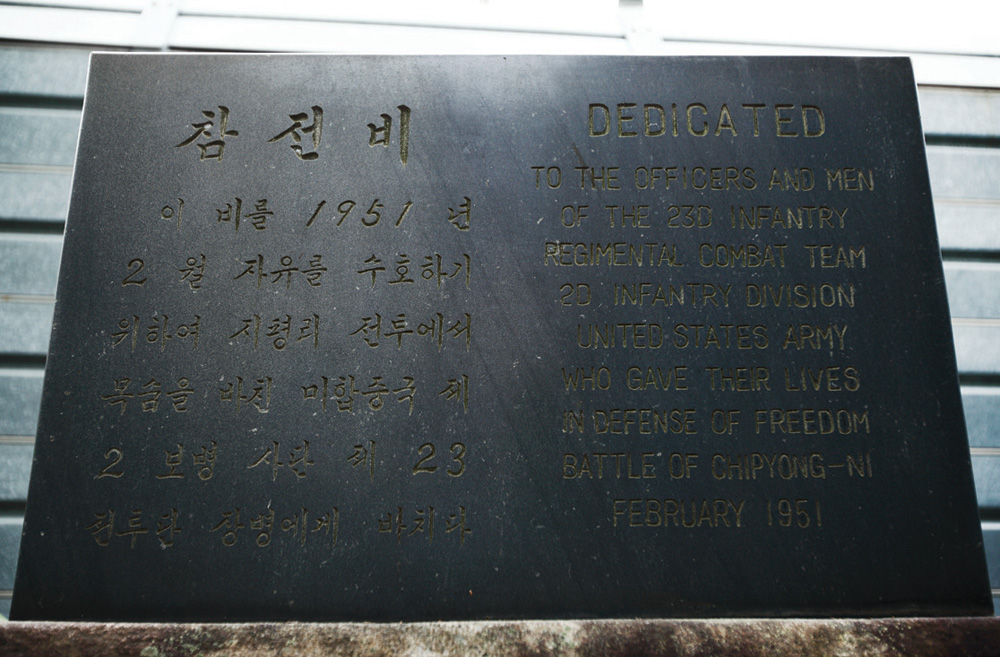 참전비
이 비를 1951 년
2 월 자유를 수호하기
위하여 지평리 전투에서
목숨을 바친 미합중국 제
2 보병 사단 제 23
전투단 장병에게 바치다
DEDICATED
TO THE OFFICERS AND MEN
OF THE 23D INFANTRY
REGIMENTAL COMBAT TEAM
2D INFANTRY DIVISION
UNITED STATES ARMY
WHO GAVE THEIR LIVES
IN DEFENSE OF FREEDOM
BATTLE OF CHIPYONG-NI
FEBRUARY 1951